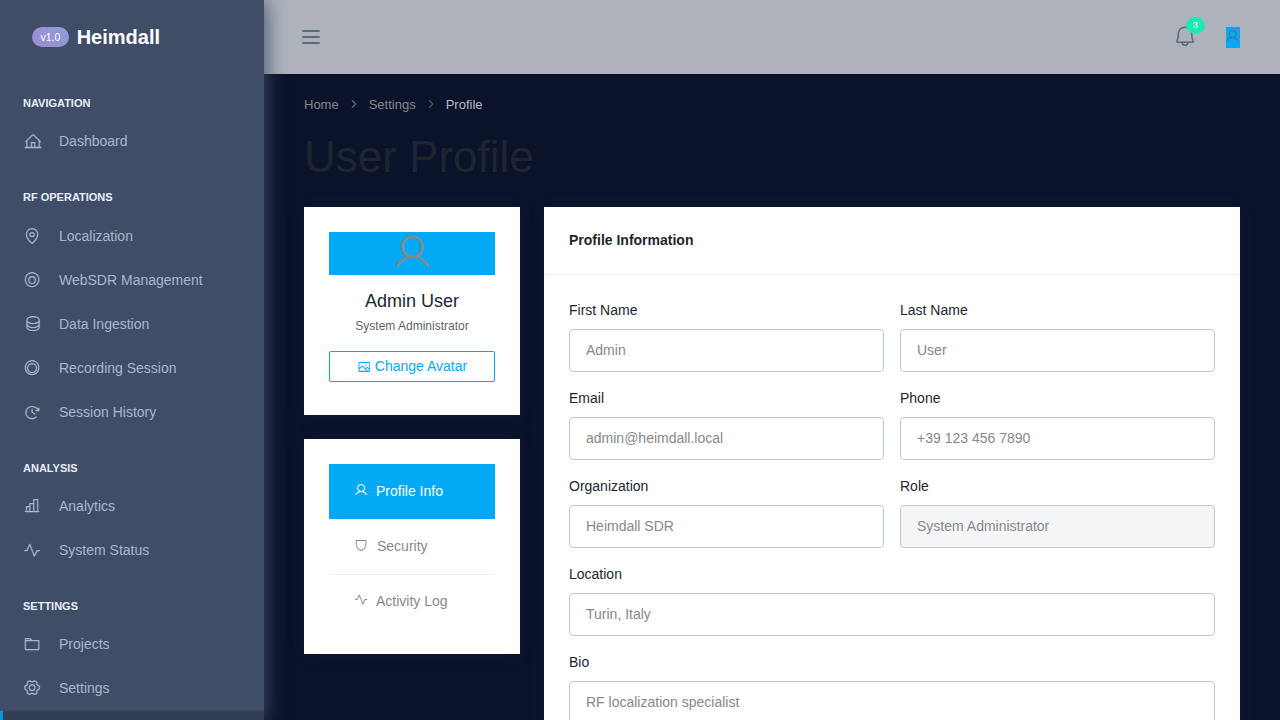 v1.0 Heimdall
NAVIGATION
Dashboard
RF OPERATIONS
Localization
WebSDR Management
Data Ingestion
Recording Session
Session History
ANALYSIS
Analytics
System Status
SETTINGS
Projects
Settings
3
Home > Settings > Profile
User Profile
Admin User
System Administrator
Change Avatar
Profile Info
Security
Activity Log
Profile Information
First Name
Admin
Last Name
User
Email
admin@heimdall.local
Phone
+39 123 456 7890
Organization
Heimdall SDR
Role
System Administrator
Location
Turin, Italy
Bio
RF localization specialist